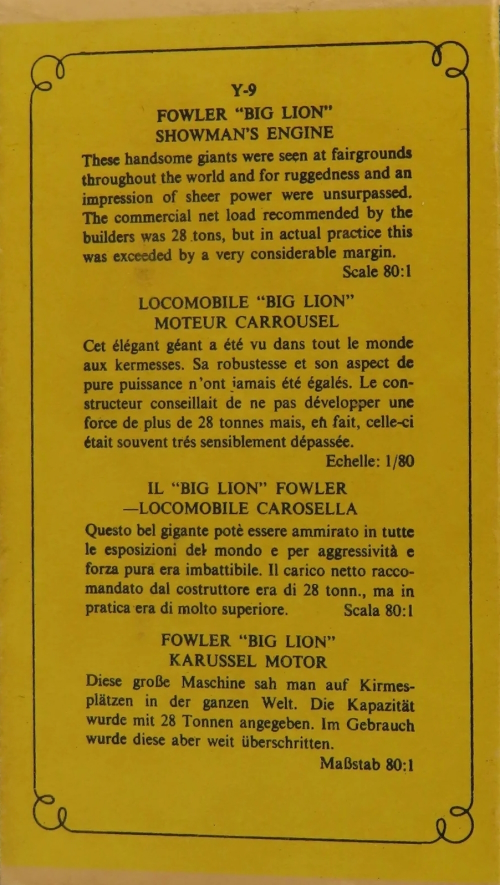 Y-9
FOWLER “BIG LION”
SHOWMAN'S ENGINE
These handsome giants were seen at fairgrounds
throughout the world and for ruggedness and an
impression of sheer power were unsurpassed.
The commercial net load recommended by the
builders was 28 tons, but in actual practice this
was exceeded by a very considerable margin.
Scale 80:1
LOCOMOBILE “BIG LION”
MOTEUR CARROUSEL
Cet élégant géant a été vu dans tout le monde
aux kermesses. Sa robustesse et son aspect de
pure puissance n'ont jamais été égalés. Le con-
structeur conseillait de ne pas développer une
force de plus de 28 tonnes mais, en fait, celle-ci
était souvent trés sensiblement dépassée.
Echelle: 1/80
IL “BIG LION” FOWLER
—LOCOMOBILE CAROSELLA
Questo bel gigante potè essere ammirato in tutte
le esposizioni del mondo e per aggressività e
forza pura era imbattibile. Il carico netto racco-
mandato dal costruttore era di 28 tonn., ma in
pratica era di molto superiore. Scala 80:1
FOWLER “BIG LION”
KARUSSEL MOTOR
Diese große Maschine sah man auf Kirmes-
plätzen in der ganzen Welt. Die Kapazität
wurde mit 28 Tonnen angegeben. Im Gebrauch
wurde diese aber weit überschritten.
Maßstab 80:1